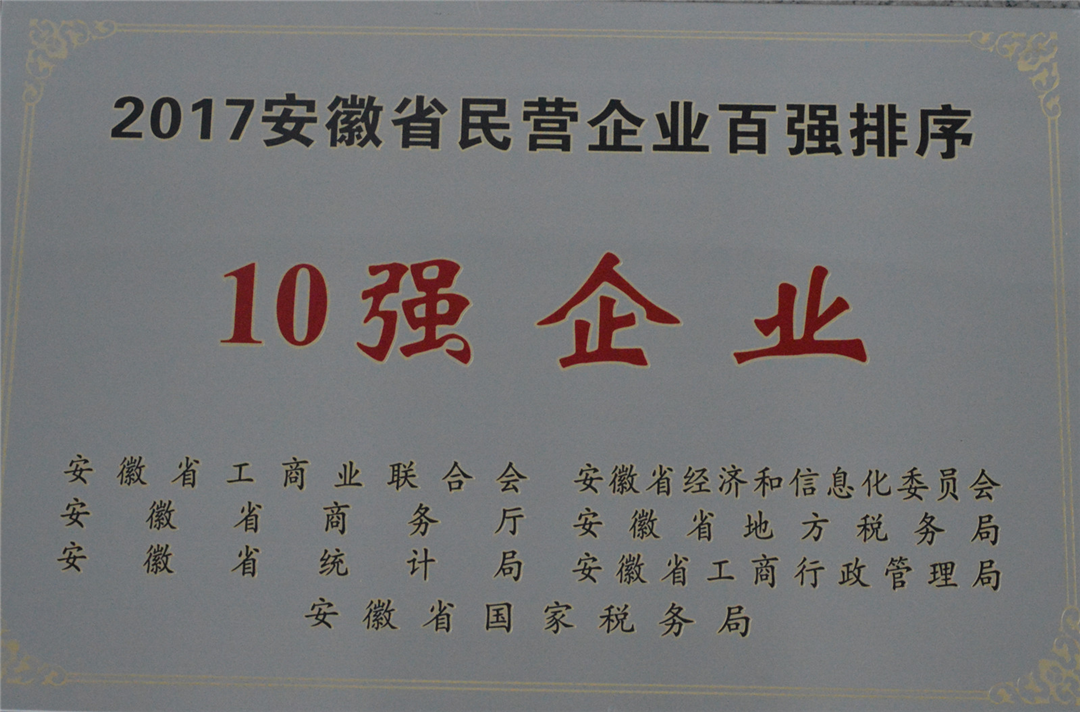 2017安徽省民营企业百强排序
10强企业
安徽省工商业联合会 安徽省经济和信息化委员会
安徽省商务厅 安徽省地方税务局
安徽省统计局 安徽省工商行政管理局
安徽省国家税务局